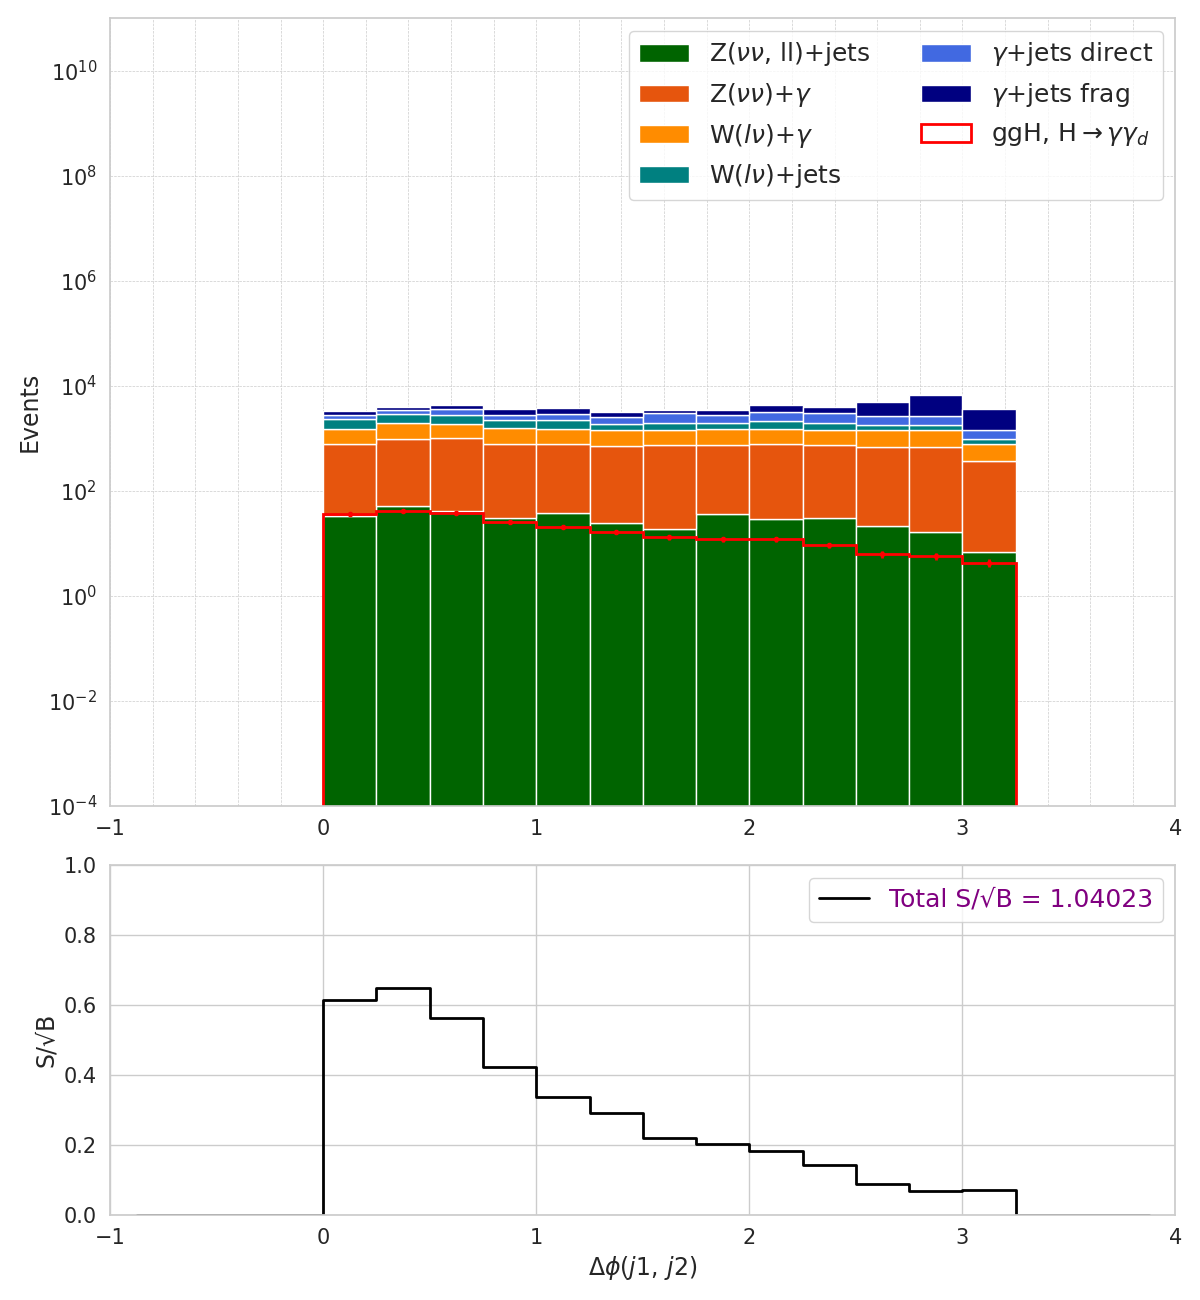 Z(νν, ll)+jets
Z(νν)+γ
W(lν)+γ
W(lν)+jets
γ+jets direct
γ+jets frag
ggH, H→γγ_d
Events
10^10
10^8
10^6
10^4
10^2
10^0
10^−2
10^−4
−1 0 1 2 3 4
Total S/√B = 1.04023
S/√B
1.0
0.8
0.6
0.4
0.2
0.0
−1 0 1 2 3 4
Δϕ(j1, j2)